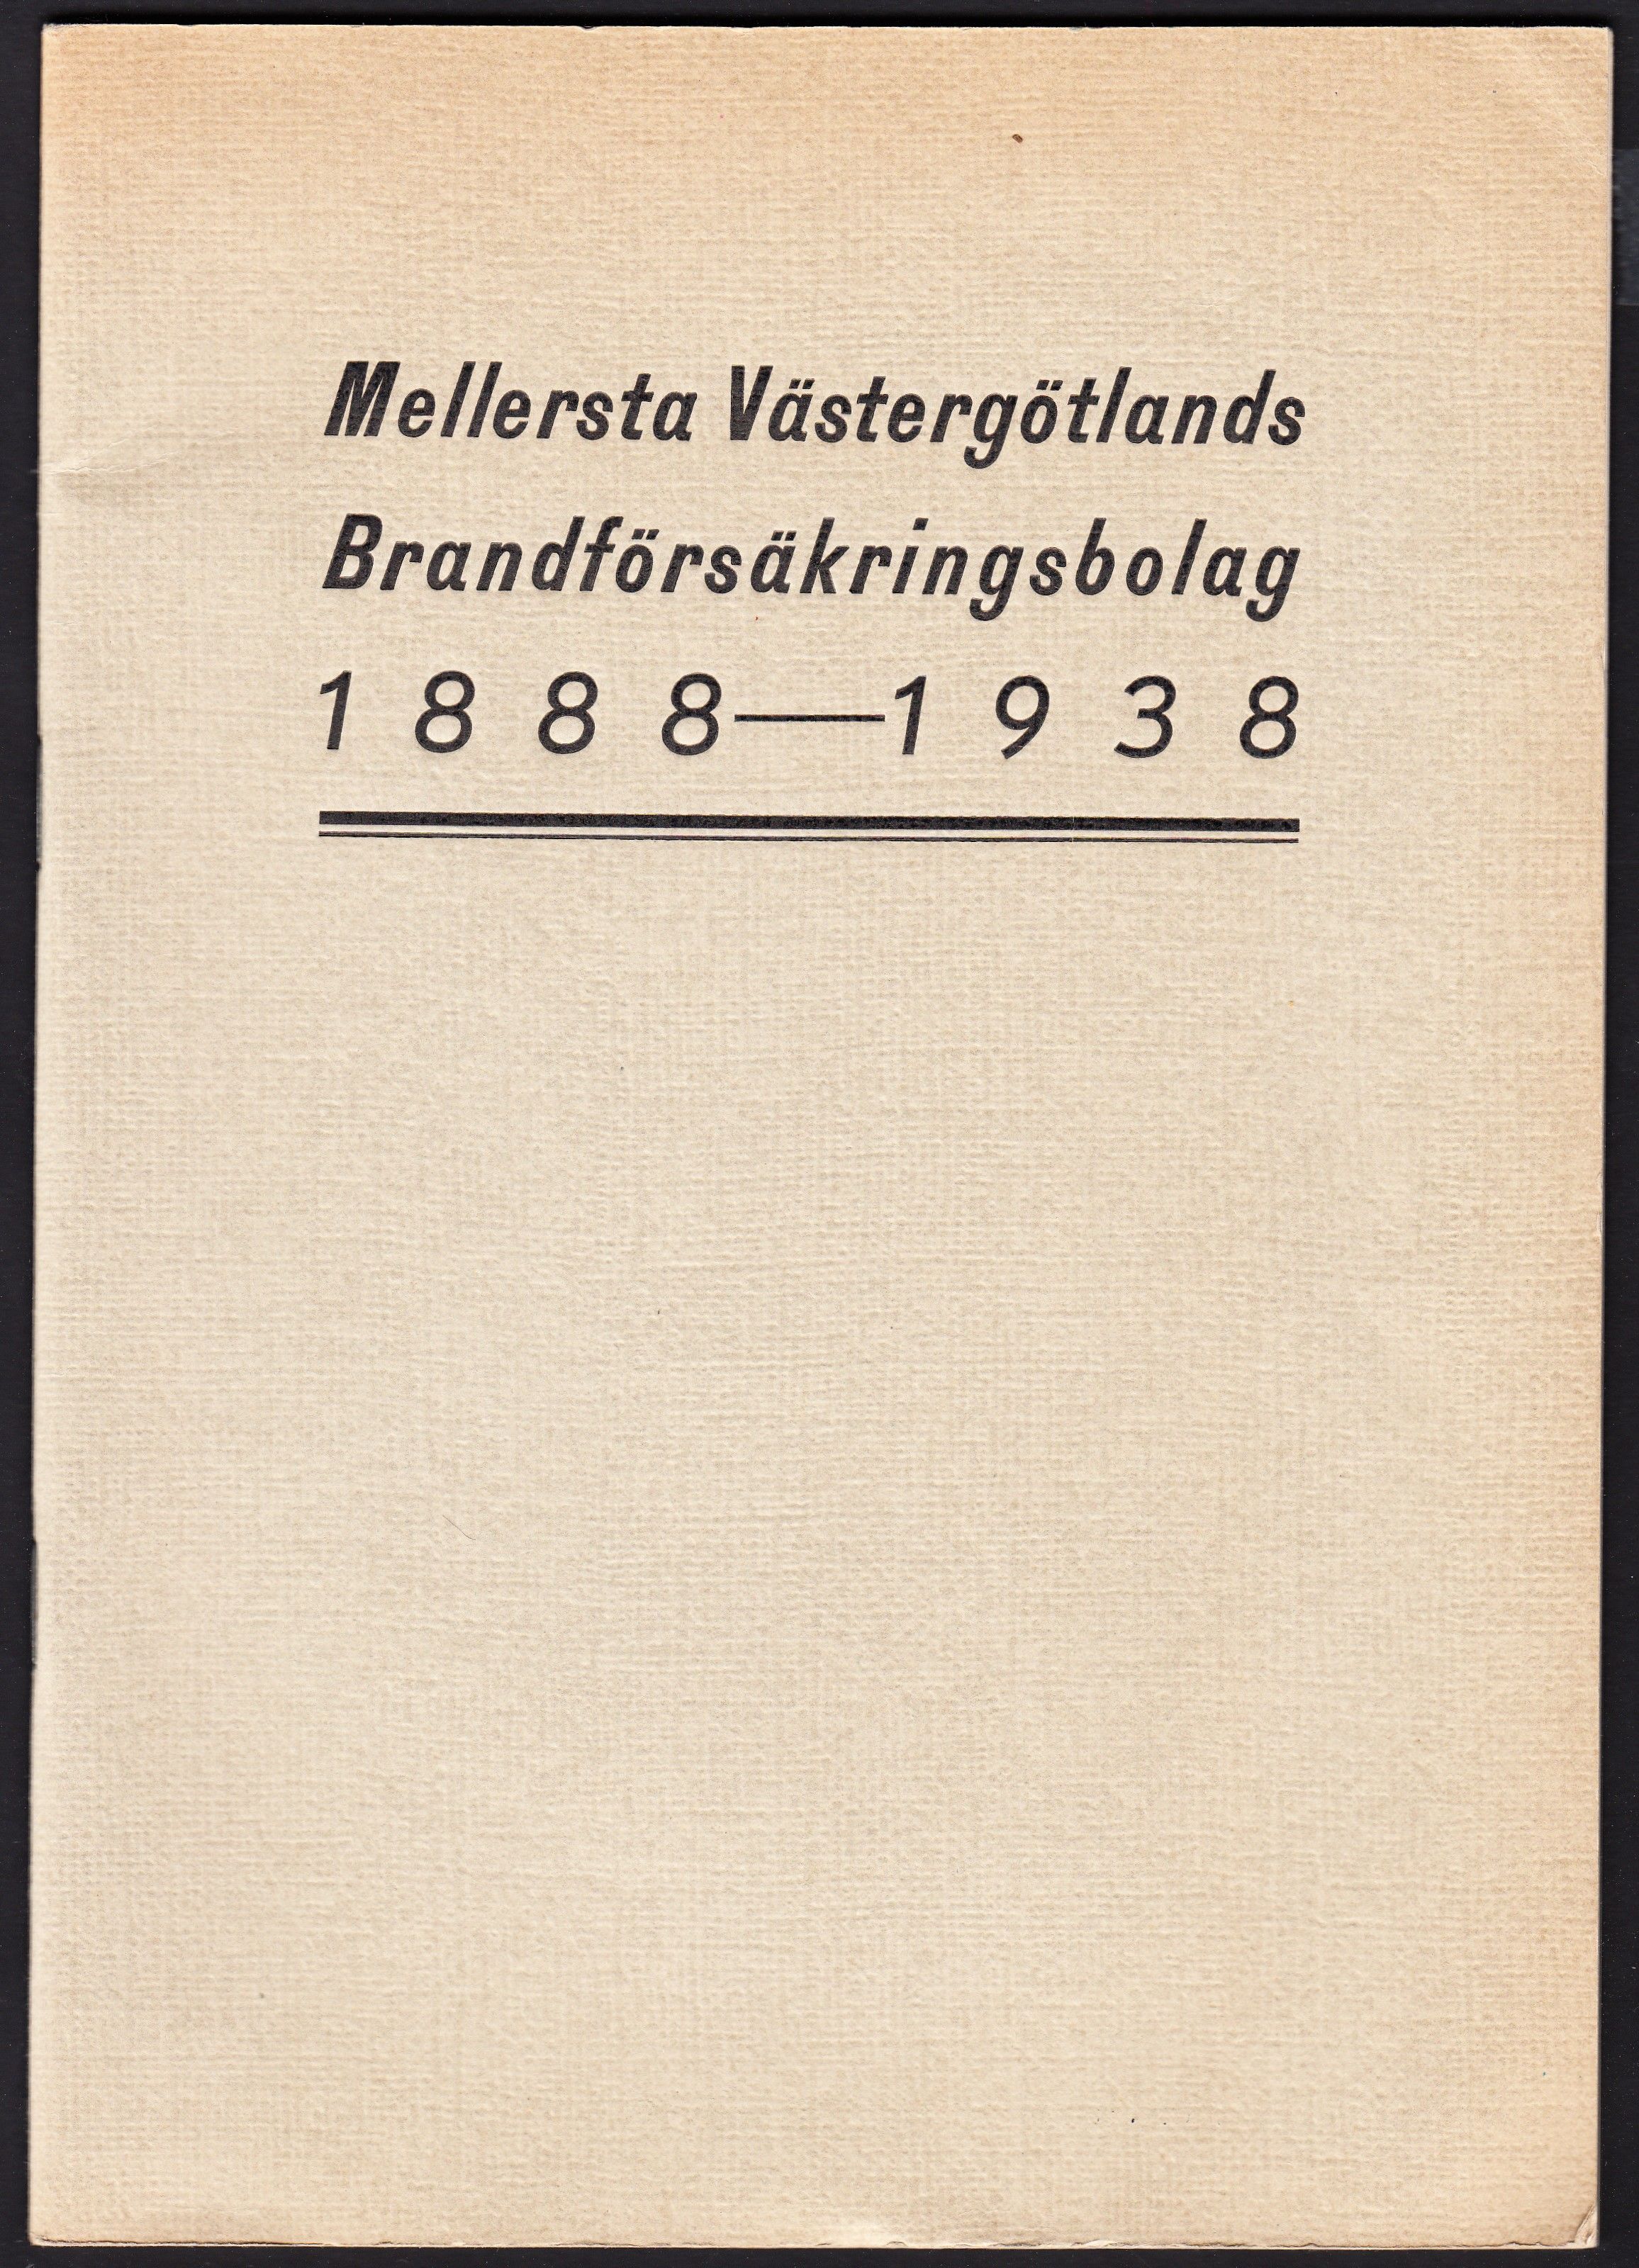 Mellersta Västergötlands
Brandförsäkringsbolag
1888—1938